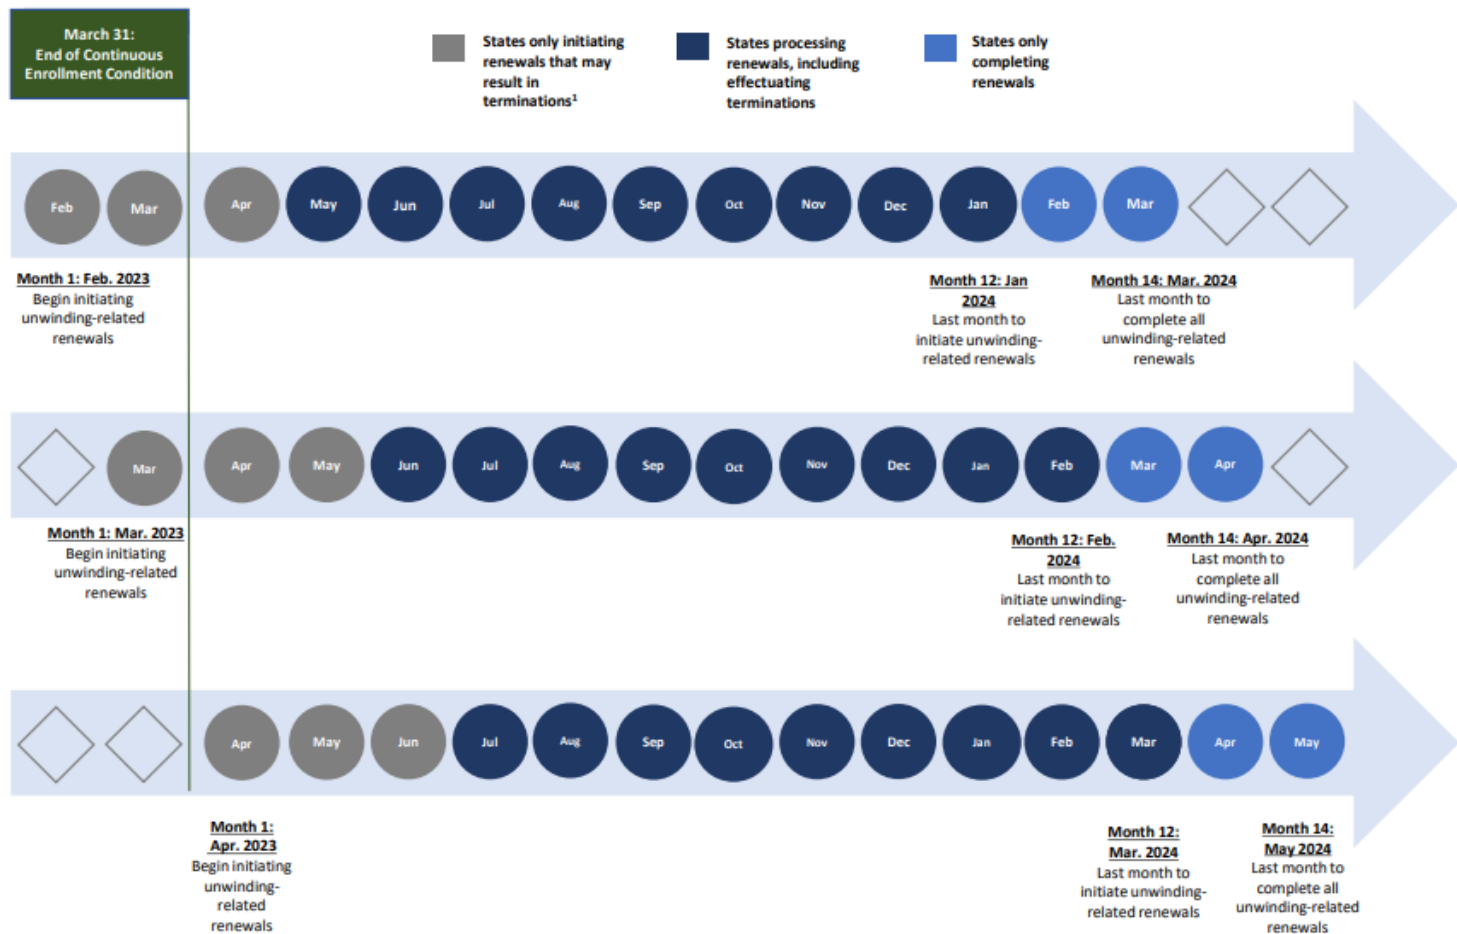 March 31:
End of Continuous
Enrollment Condition
States only initiating
renewals that may
result in
terminations¹
States processing
renewals, including
effectuating
terminations
States only
completing
renewals
Feb
Mar
Apr
May
Jun
Jul
Aug
Sep
Oct
Nov
Dec
Jan
Feb
Mar
Month 1: Feb. 2023
Begin initiating
unwinding-related
renewals
Month 12: Jan
2024
Last month to
initiate unwinding-
related renewals
Month 14: Mar. 2024
Last month to
complete all
unwinding-related
renewals
Mar
Apr
May
Jun
Jul
Aug
Sep
Oct
Nov
Dec
Jan
Feb
Mar
Apr
Month 1: Mar. 2023
Begin initiating
unwinding-related
renewals
Month 12: Feb.
2024
Last month to
initiate unwinding-
related renewals
Month 14: Apr. 2024
Last month to
complete all
unwinding-related
renewals
Apr
May
Jun
Jul
Aug
Sep
Oct
Nov
Dec
Jan
Feb
Mar
Apr
May
Month 1:
Apr. 2023
Begin initiating
unwinding-
related
renewals
Month 12:
Mar. 2024
Last month to
initiate unwinding-
related renewals
Month 14:
May 2024
Last month to
complete all
unwinding-related
renewals